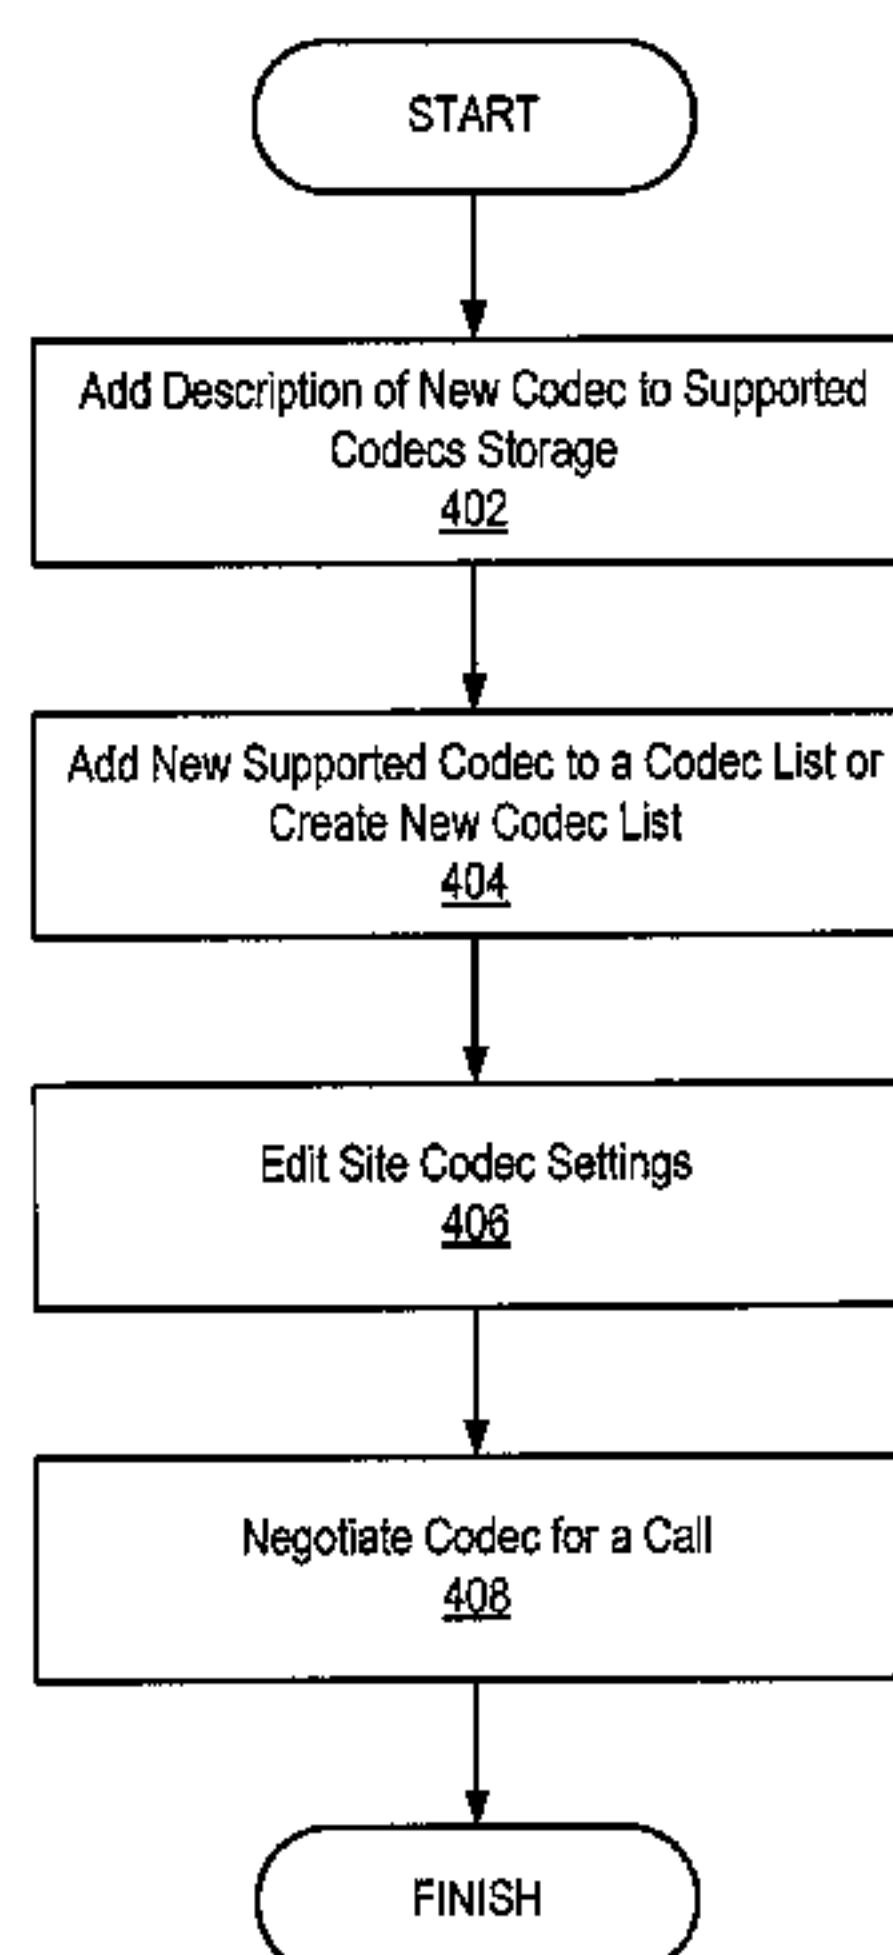 START
Add Description of New Codec to Supported
Codecs Storage
402
Add New Supported Codec to a Codec List or
Create New Codec List
404
Edit Site Codec Settings
406
Negotiate Codec for a Call
408
FINISH